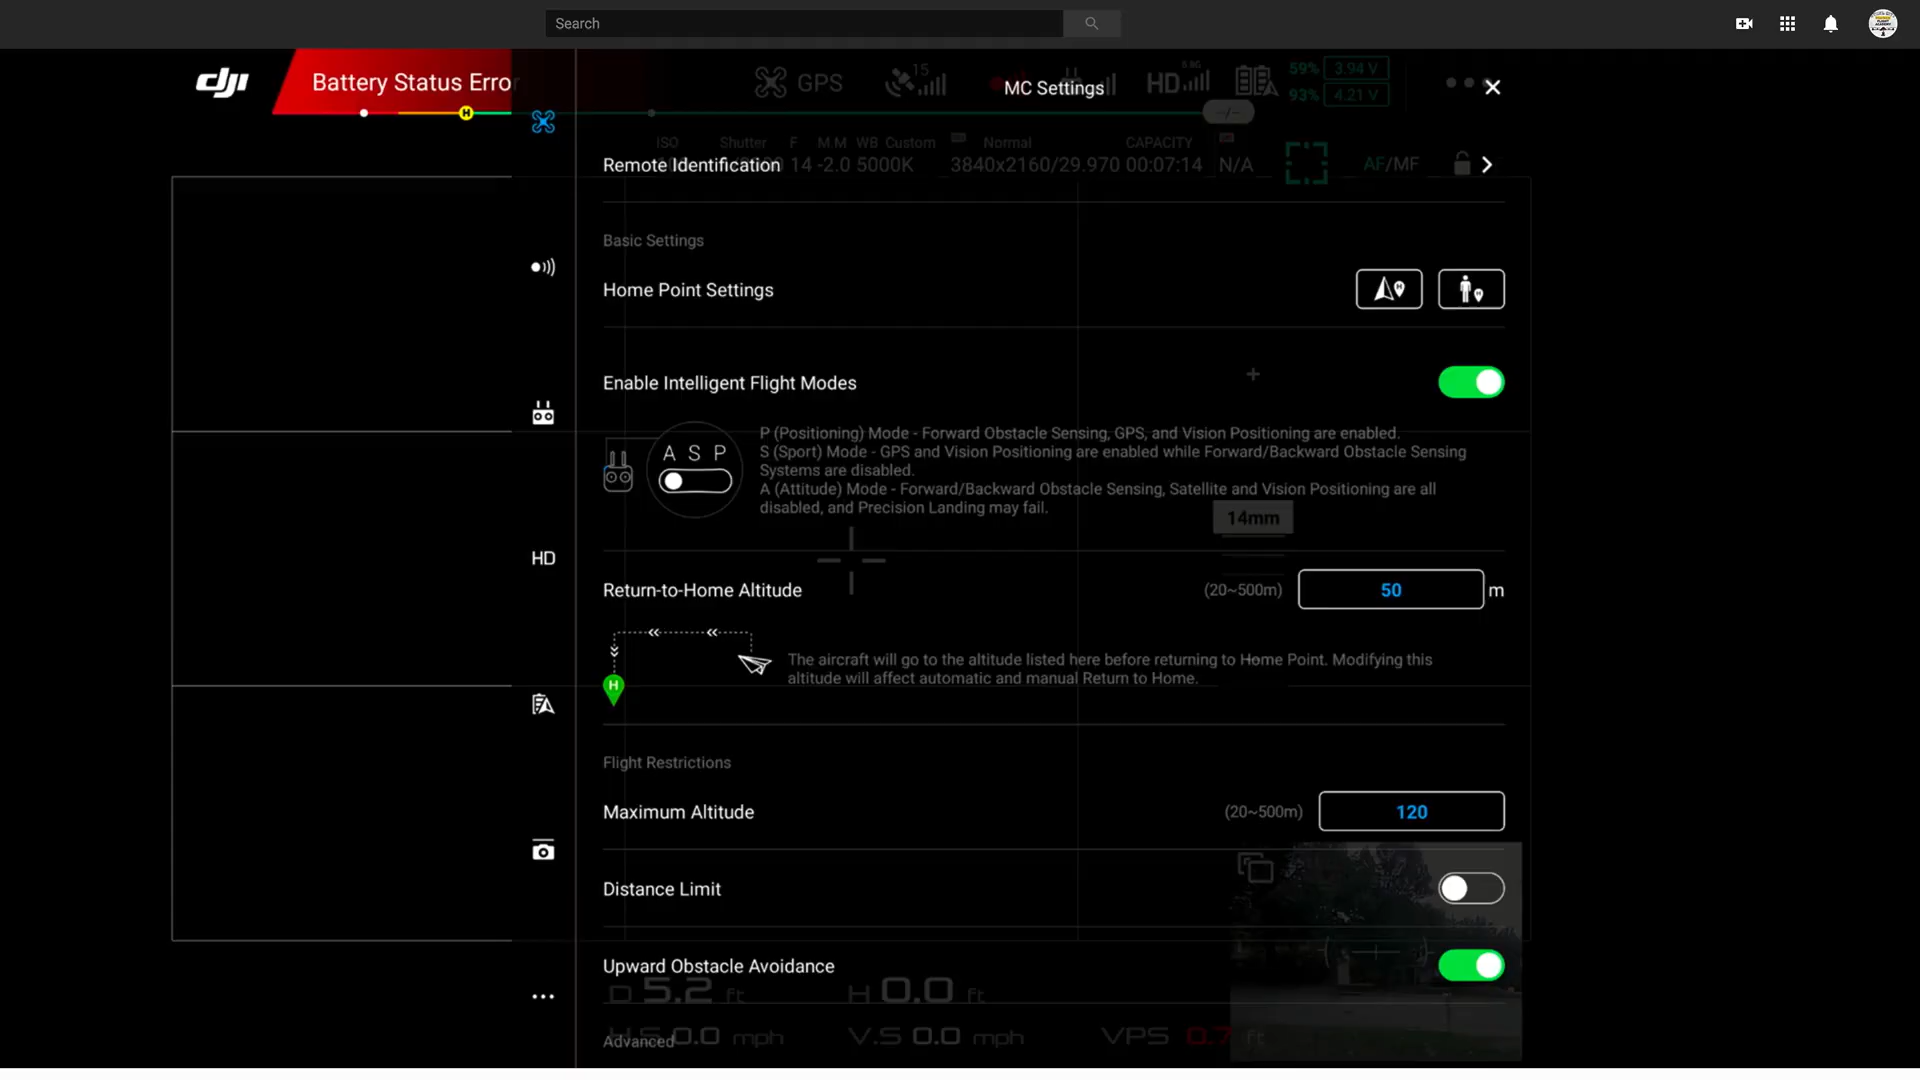 Search
dji Battery Status Erro
GPS 15 HD 59% 3.94 V
93% 4.21 V
MC Settings
--/--
ISO Shutter F M.M WB Custom Normal CAPACITY
14 -2.0 5000K 3840x2160/29.970 00:07:14 N/A AF/MF
Remote Identification
Basic Settings
Home Point Settings
Enable Intelligent Flight Modes
A S P
P (Positioning) Mode - Forward Obstacle Sensing, GPS, and Vision Positioning are enabled.
S (Sport) Mode - GPS and Vision Positioning are enabled while Forward/Backward Obstacle Sensing
Systems are disabled.
A (Attitude) Mode - Forward/Backward Obstacle Sensing, Satellite and Vision Positioning are all
disabled, and Precision Landing may fail.
14mm
HD
Return-to-Home Altitude (20~500m) 50 m
The aircraft will go to the altitude listed here before returning to Home Point. Modifying this
altitude will affect automatic and manual Return to Home.
H
Flight Restrictions
Maximum Altitude (20~500m) 120
Distance Limit
Upward Obstacle Avoidance
D 5.2 ft H 0.0 ft
Advanced
H.S 0.0 mph V.S 0.0 mph VPS 0.7 ft